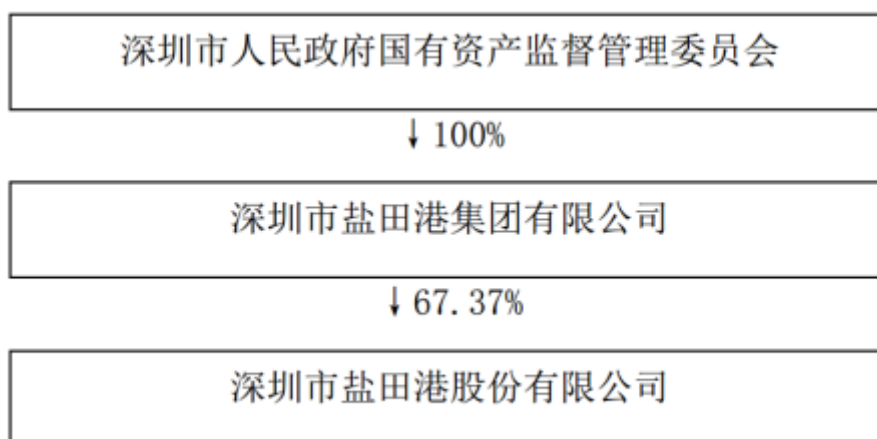 深圳市人民政府国有资产监督管理委员会
↓100%
深圳市盐田港集团有限公司
↓67.37%
深圳市盐田港股份有限公司